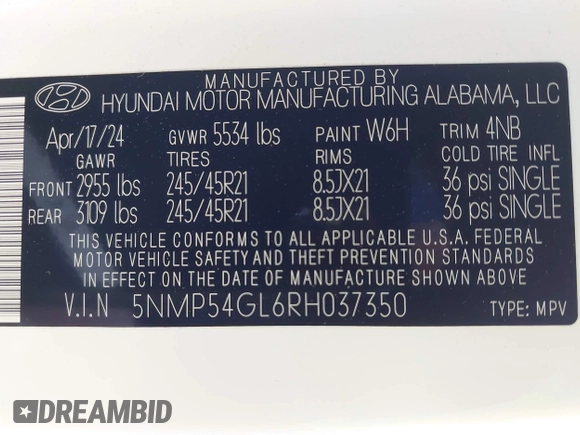 MANUFACTURED BY
HYUNDAI MOTOR MANUFACTURING ALABAMA, LLC
Apr/17/24 GVWR 5534 lbs PAINT W6H TRIM 4NB
GAWR TIRES RIMS COLD TIRE INFL
FRONT 2955 lbs 245/45R21 8.5JX21 36 psi SINGLE
REAR 3109 lbs 245/45R21 8.5JX21 36 psi SINGLE
THIS VEHICLE CONFORMS TO ALL APPLICABLE U.S.A. FEDERAL
MOTOR VEHICLE SAFETY AND THEFT PREVENTION STANDARDS
IN EFFECT ON THE DATE OF MANUFACTURE SHOWN ABOVE.
V.I.N 5NMP54GL6RH037350 TYPE: MPV
DREAMBID